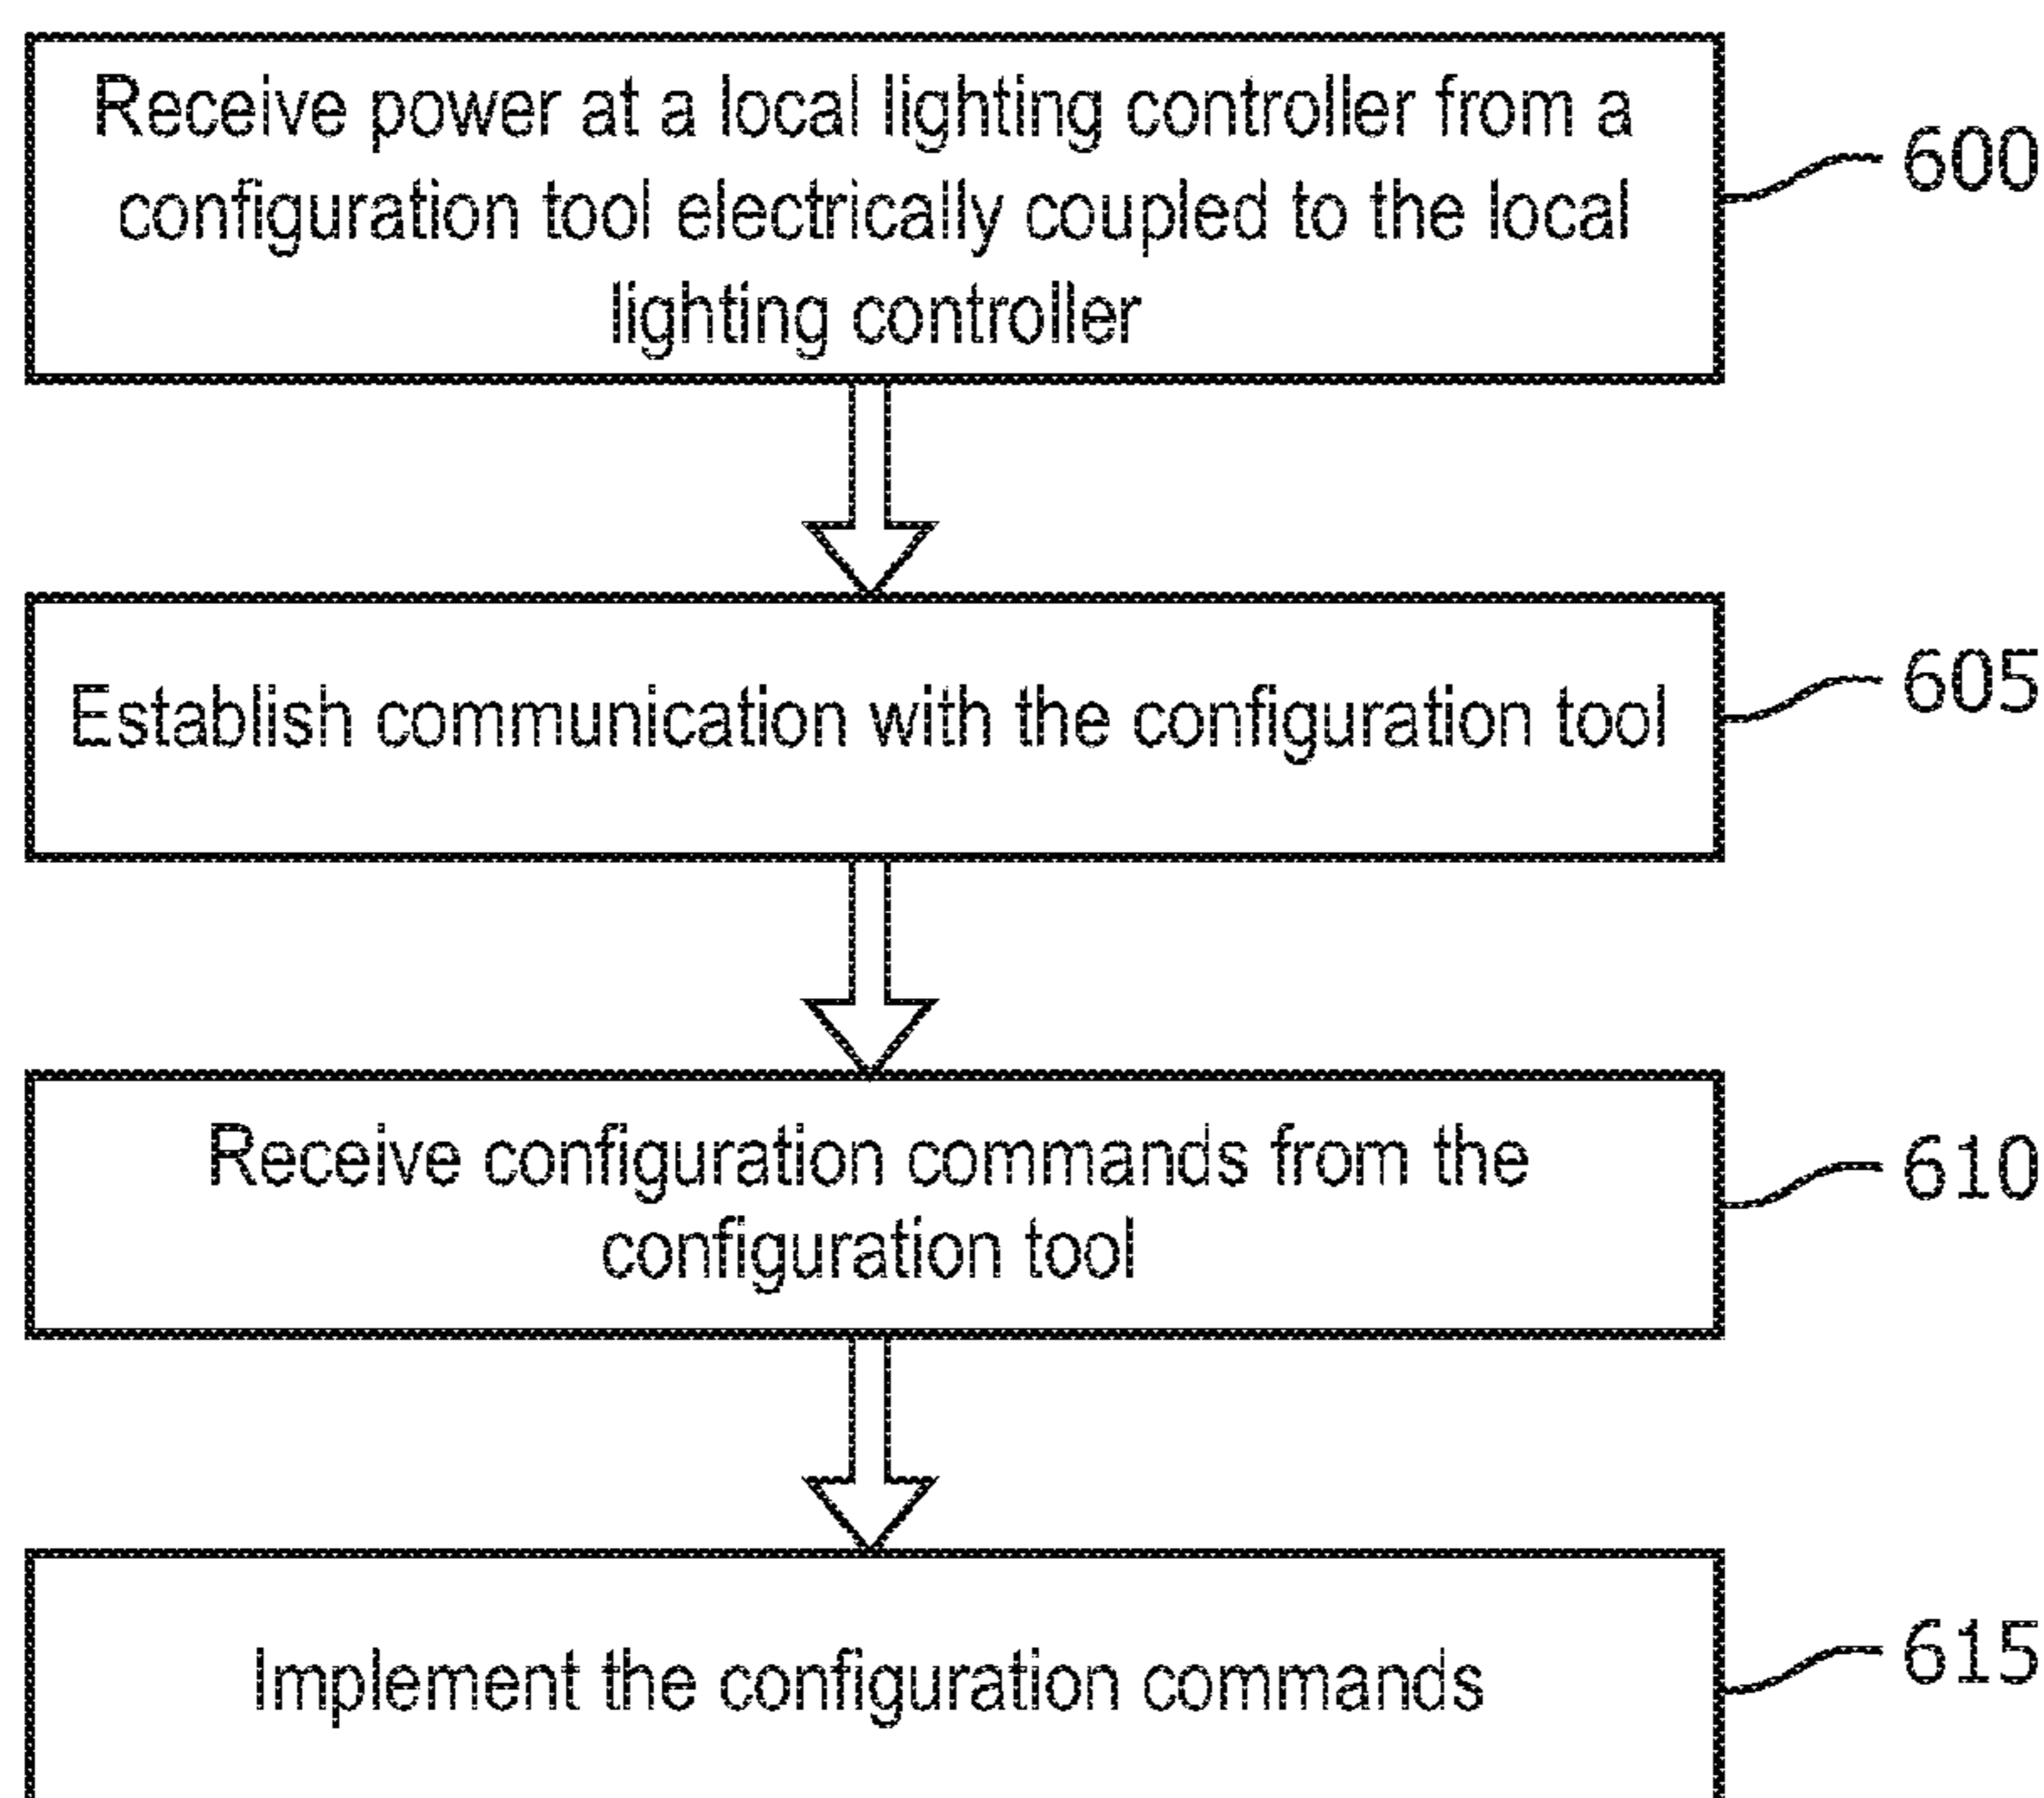 Receive power at a local lighting controller from a
configuration tool electrically coupled to the local
lighting controller
600
Establish communication with the configuration tool
605
Receive configuration commands from the
configuration tool
610
Implement the configuration commands
615